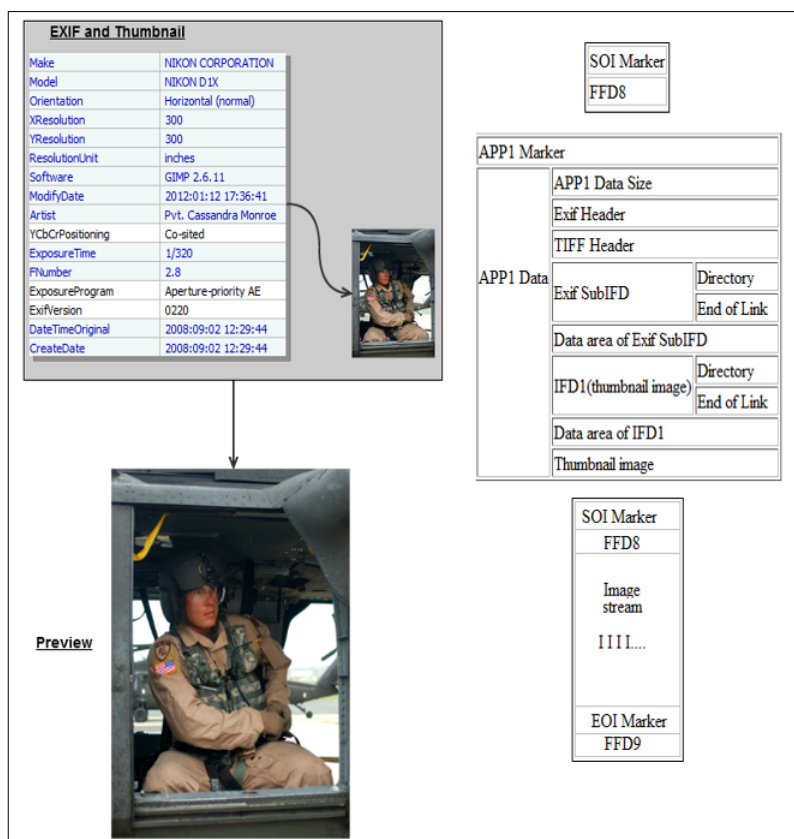 EXIF and Thumbnail
Make NIKON CORPORATION
Model NIKON D1X
Orientation Horizontal (normal)
XResolution 300
YResolution 300
ResolutionUnit inches
Software GIMP 2.6.11
ModifyDate 2012:01:12 17:36:41
Artist Pvt. Cassandra Monroe
YCbCrPositioning Co-sited
ExposureTime 1/320
FNumber 2.8
ExposureProgram Aperture-priority AE
ExifVersion 0220
DateTimeOriginal 2008:09:02 12:29:44
CreateDate 2008:09:02 12:29:44
Preview
SOI Marker
FFD8
APP1 Marker
APP1 Data
APP1 Data Size
Exif Header
TIFF Header
Exif SubIFD
Directory
End of Link
Data area of Exif SubIFD
IFD1(thumbnail image)
Directory
End of Link
Data area of IFD1
Thumbnail image
SOI Marker
FFD8
Image
stream
I I I I....
EOI Marker
FFD9